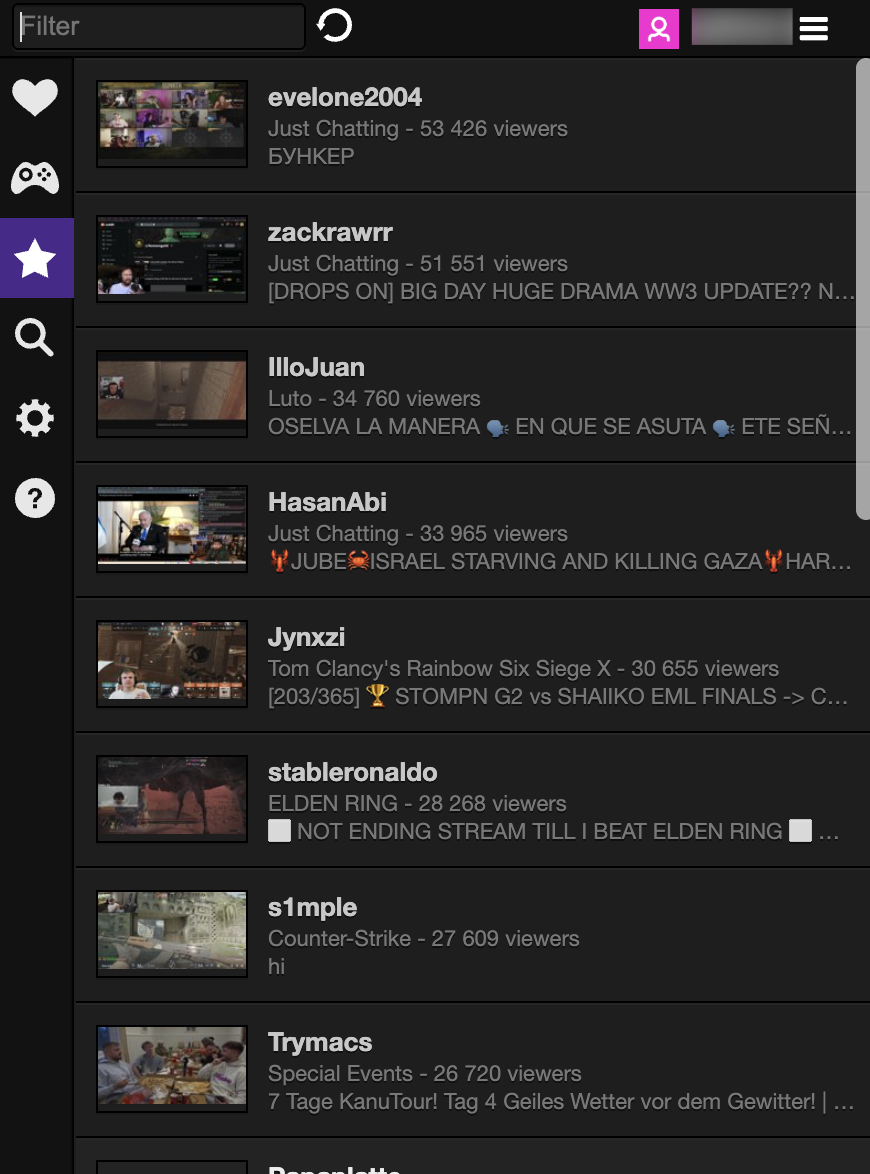 Filter
evelone2004
Just Chatting - 53 426 viewers
БУНКЕР
zackrawrr
Just Chatting - 51 551 viewers
[DROPS ON] BIG DAY HUGE DRAMA WW3 UPDATE?? N…
IlloJuan
Luto - 34 760 viewers
OSELVA LA MANERA 🗣️ EN QUE SE ASUTA 🗣️ ETE SEÑ…
HasanAbi
Just Chatting - 33 965 viewers
🦞JUBE🦀ISRAEL STARVING AND KILLING GAZA🦞HAR…
Jynxzi
Tom Clancy's Rainbow Six Siege X - 30 655 viewers
[203/365] 🏆 STOMPN G2 vs SHAIIKO EML FINALS -> C…
stableronaldo
ELDEN RING - 28 268 viewers
⬜ NOT ENDING STREAM TILL I BEAT ELDEN RING ⬜ …
s1mple
Counter-Strike - 27 609 viewers
hi
Trymacs
Special Events - 26 720 viewers
7 Tage KanuTour! Tag 4 Geiles Wetter vor dem Gewitter! | …